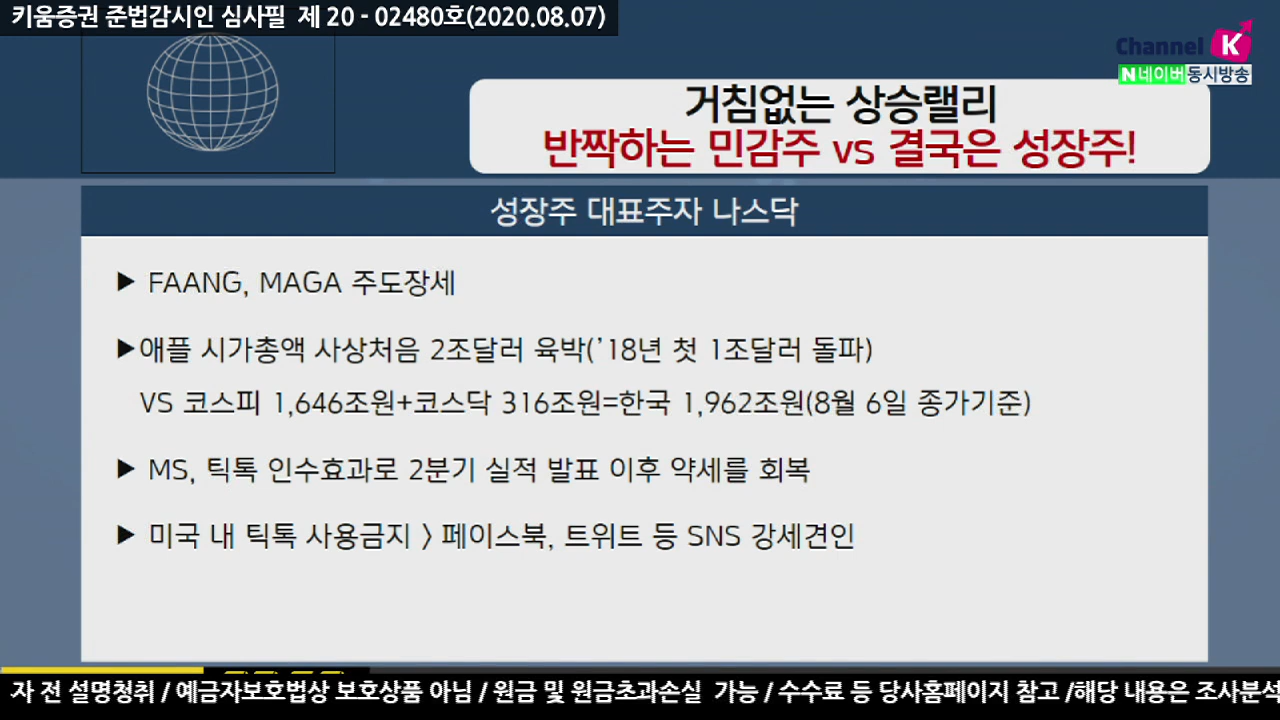 키움증권 준법감시인 심사필 제 20 - 02480호(2020.08.07)
Channel K
N 네이버 동시방송
거침없는 상승랠리
반짝하는 민감주 vs 결국은 성장주!
성장주 대표주자 나스닥
▶ FAANG, MAGA 주도장세
▶애플 시가총액 사상처음 2조달러 육박(’18년 첫 1조달러 돌파)
VS 코스피 1,646조원+코스닥 316조원=한국 1,962조원(8월 6일 종가기준)
▶ MS, 틱톡 인수효과로 2분기 실적 발표 이후 약세를 회복
▶ 미국 내 틱톡 사용금지 > 페이스북, 트위트 등 SNS 강세견인
자 전 설명청취 / 예금자보호법상 보호상품 아님 / 원금 및 원금초과손실 가능 / 수수료 등 당사홈페이지 참고 /해당 내용은 조사분석